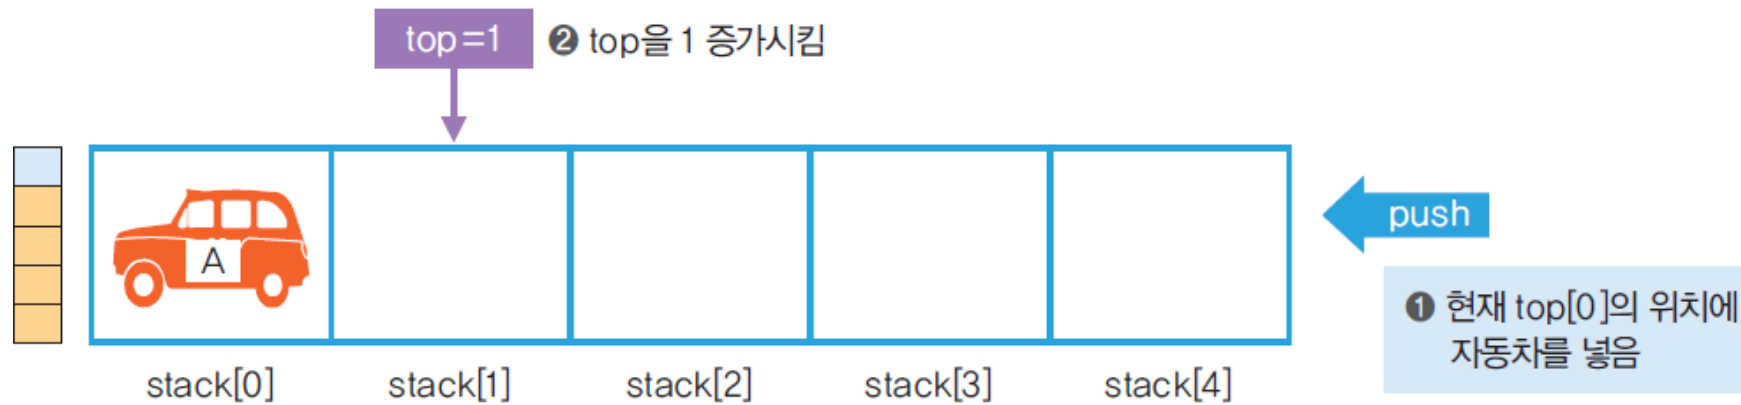 top=1
❷ top을 1 증가시킴
A
push
❶ 현재 top[0]의 위치에
자동차를 넣음
stack[0]
stack[1]
stack[2]
stack[3]
stack[4]